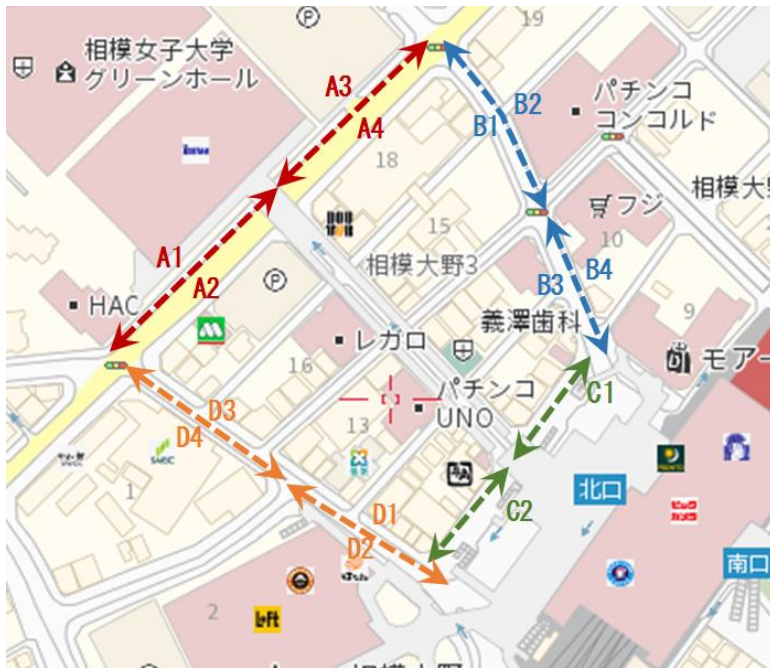 19
P
相模女子大学
グリーンホール
A3
B2
パチンコ
コンコルド
A4
B1
18
相模大
フジ
15
10
相模大野3
A1
B3
B4
A2
P
HAC
義澤歯科
9
モアー
レガロ
16
C1
パチンコ
UNO
D3
D4
13
北口
C2
1
D1
D2
南口
2
LoFt
相模大野